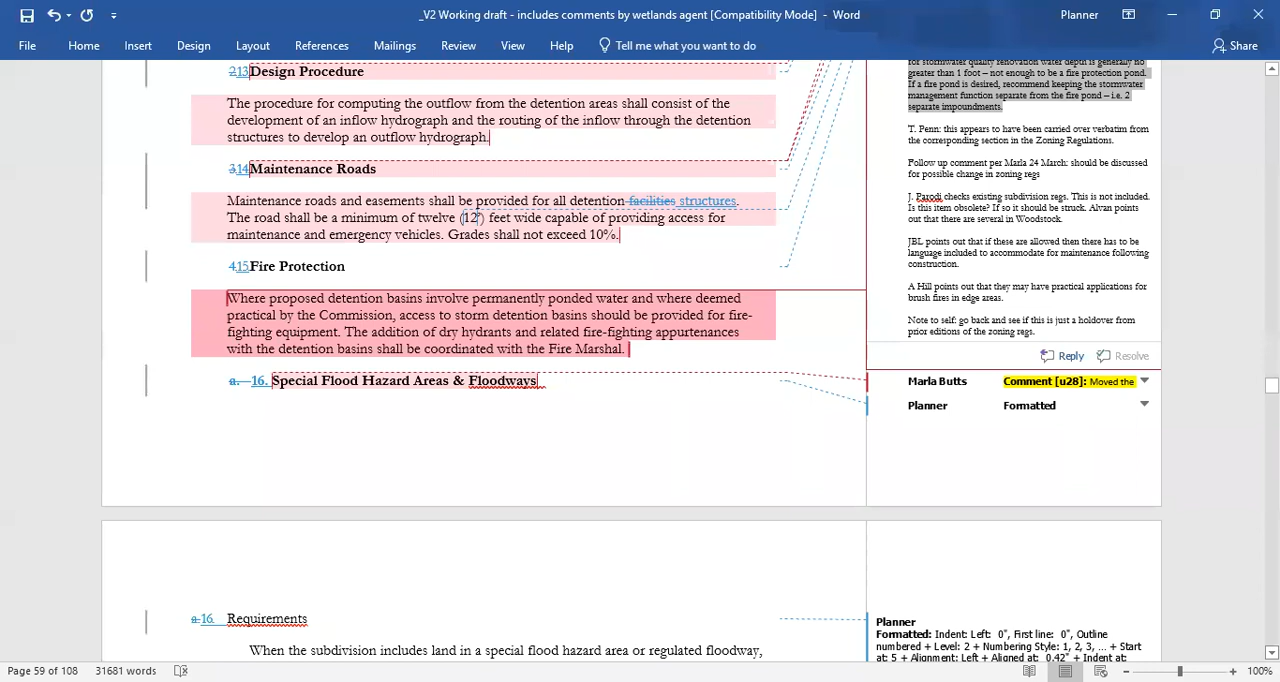 _V2 Working draft - includes comments by wetlands agent [Compatibility Mode] - Word
Planner
File Home Insert Design Layout References Mailings Review View Help Tell me what you want to do
Share
2.13 Design Procedure
The procedure for computing the outflow from the detention areas shall consist of the
development of an inflow hydrograph and the routing of the inflow through the detention
structures to develop an outflow hydrograph.
3.14 Maintenance Roads
Maintenance roads and easements shall be provided for all detention facilities structures.
The road shall be a minimum of twelve (12') feet wide capable of providing access for
maintenance and emergency vehicles. Grades shall not exceed 10%.
4.15 Fire Protection
Where proposed detention basins involve permanently ponded water and where deemed
practical by the Commission, access to storm detention basins should be provided for fire-
fighting equipment. The addition of dry hydrants and related fire-fighting appurtenances
with the detention basins shall be coordinated with the Fire Marshal.
a. 16. Special Flood Hazard Areas & Floodways
a 16. Requirements
When the subdivision includes land in a special flood hazard area or regulated floodway,
for stormwater quality renovation water depth is generally no
greater than 1 foot – not enough to be a fire protection pond.
If a fire pond is desired, recommend keeping the stormwater
management function separate from the fire pond – i.e. 2
separate impoundments.
T. Penn: this appears to have been carried over verbatim from
the corresponding section in the Zoning Regulations.
Follow up comment per Marla 24 March: should be discussed
for possible change in zoning regs
J. Parodi checks existing subdivision regs. This is not included.
Is this item obsolete? If so it should be struck. Alvan points
out that there are several in Woodstock.
JBL points out that if these are allowed then there has to be
language included to accommodate for maintenance following
construction.
A Hill points out that they may have practical applications for
brush fires in edge areas.
Note to self: go back and see if this is just a holdover from
prior editions of the zoning regs.
Reply Resolve
Marla Butts Comment [u28]: Moved the
Planner Formatted
Planner
Formatted: Indent: Left: 0", First line: 0", Outline
numbered + Level: 2 + Numbering Style: 1, 2, 3, ... + Start
at: 5 + Alignment: Left + Aligned at: 0.42" + Indent at:
Page 59 of 108 31681 words
100%